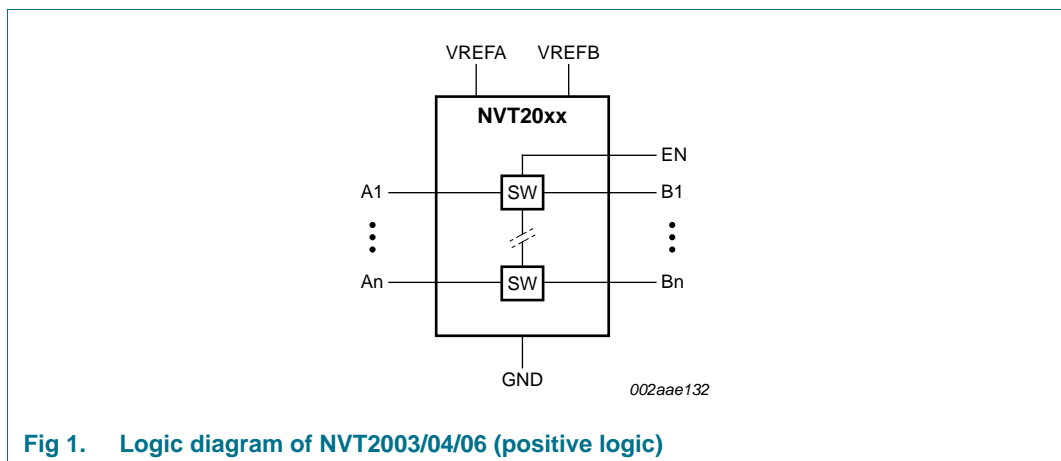 VREFA VREFB
NVT20xx
EN
A1 SW B1
An SW Bn
GND
002aae132
Fig 1. Logic diagram of NVT2003/04/06 (positive logic)